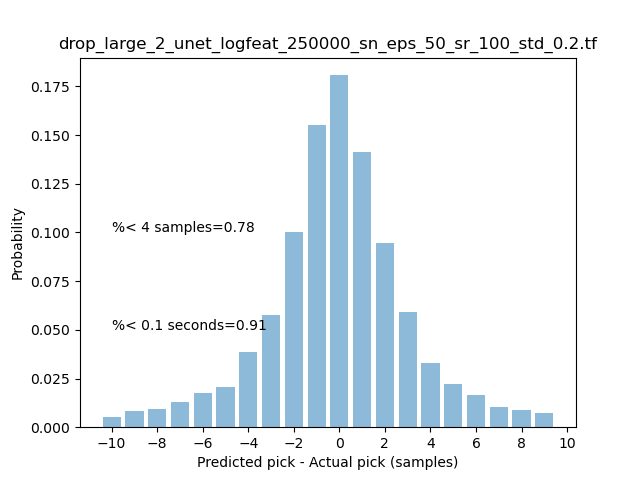 drop_large_2_unet_logfeat_250000_sn_eps_50_sr_100_std_0.2.tf
0.175
0.150
0.125
0.100
0.075
0.050
0.025
0.000
Probability
%< 4 samples=0.78
%< 0.1 seconds=0.91
−10 −8 −6 −4 −2 0 2 4 6 8 10
Predicted pick - Actual pick (samples)